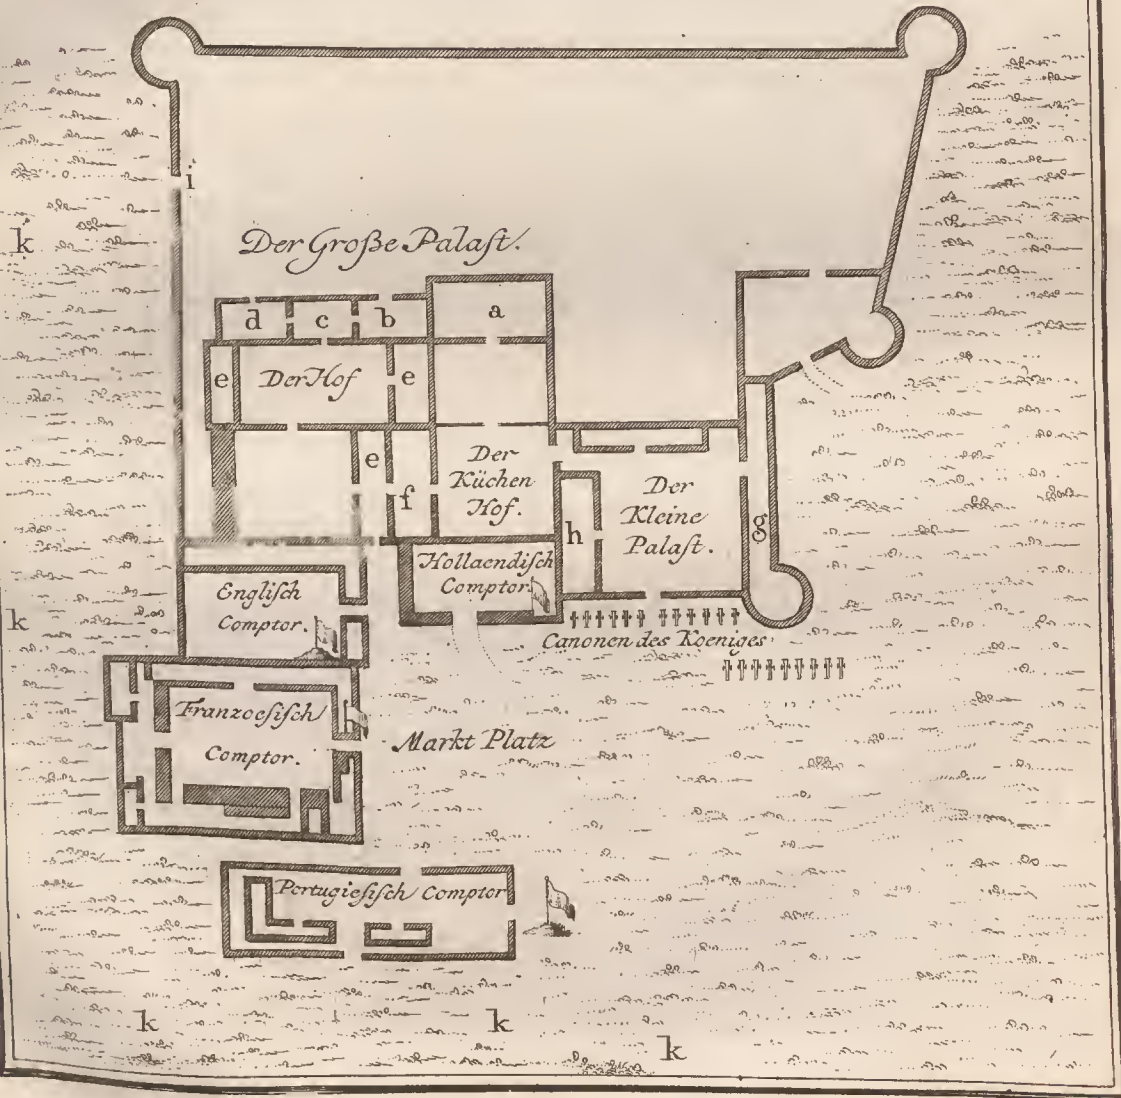 i
k
Der Große Palast.
a
d c b
e Der Hof e
e
f
Der
Küchen
Hof.
h
Der
Kleine
Palast.
g
Hollaendisch
Comptor.
Englisch
Comptor.
k
Canonen des Koeniges
Franzoesisch
Comptor.
Markt Platz
Portugiesisch Comptor
k k
k